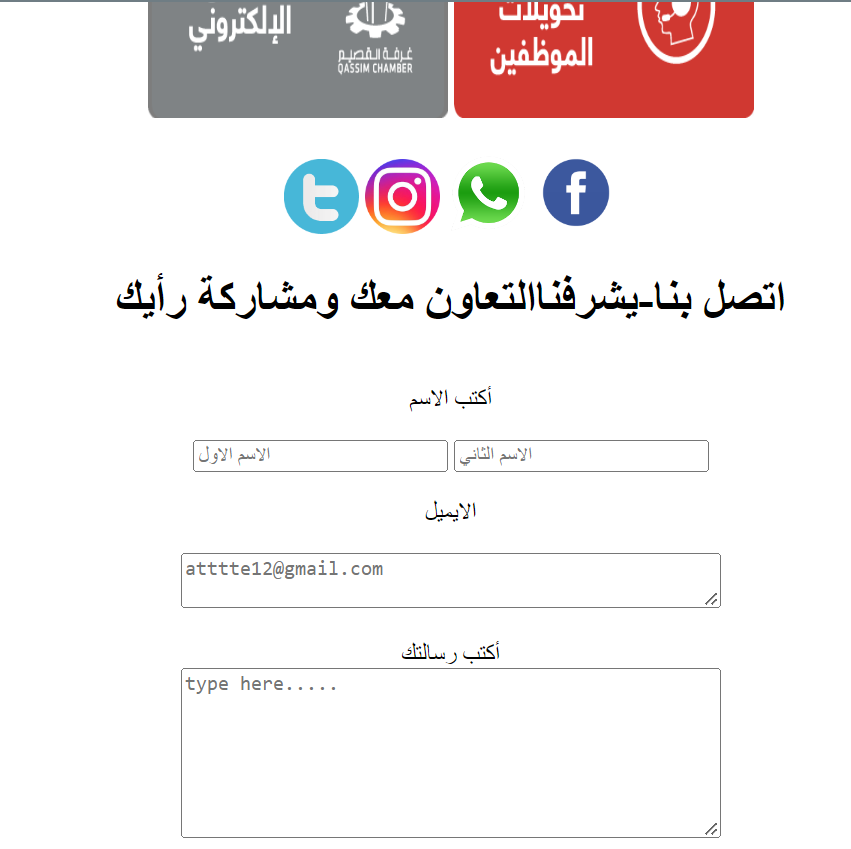 تحويلات
الموظفين
الإلكتروني
غرفة القصيم
QASSIM CHAMBER
اتصل بنا-يشرفناالتعاون معك ومشاركة رأيك
أكتب الاسم
الاسم الاول
الاسم الثاني
الايميل
atttte12@gmail.com
أكتب رسالتك
type here.....